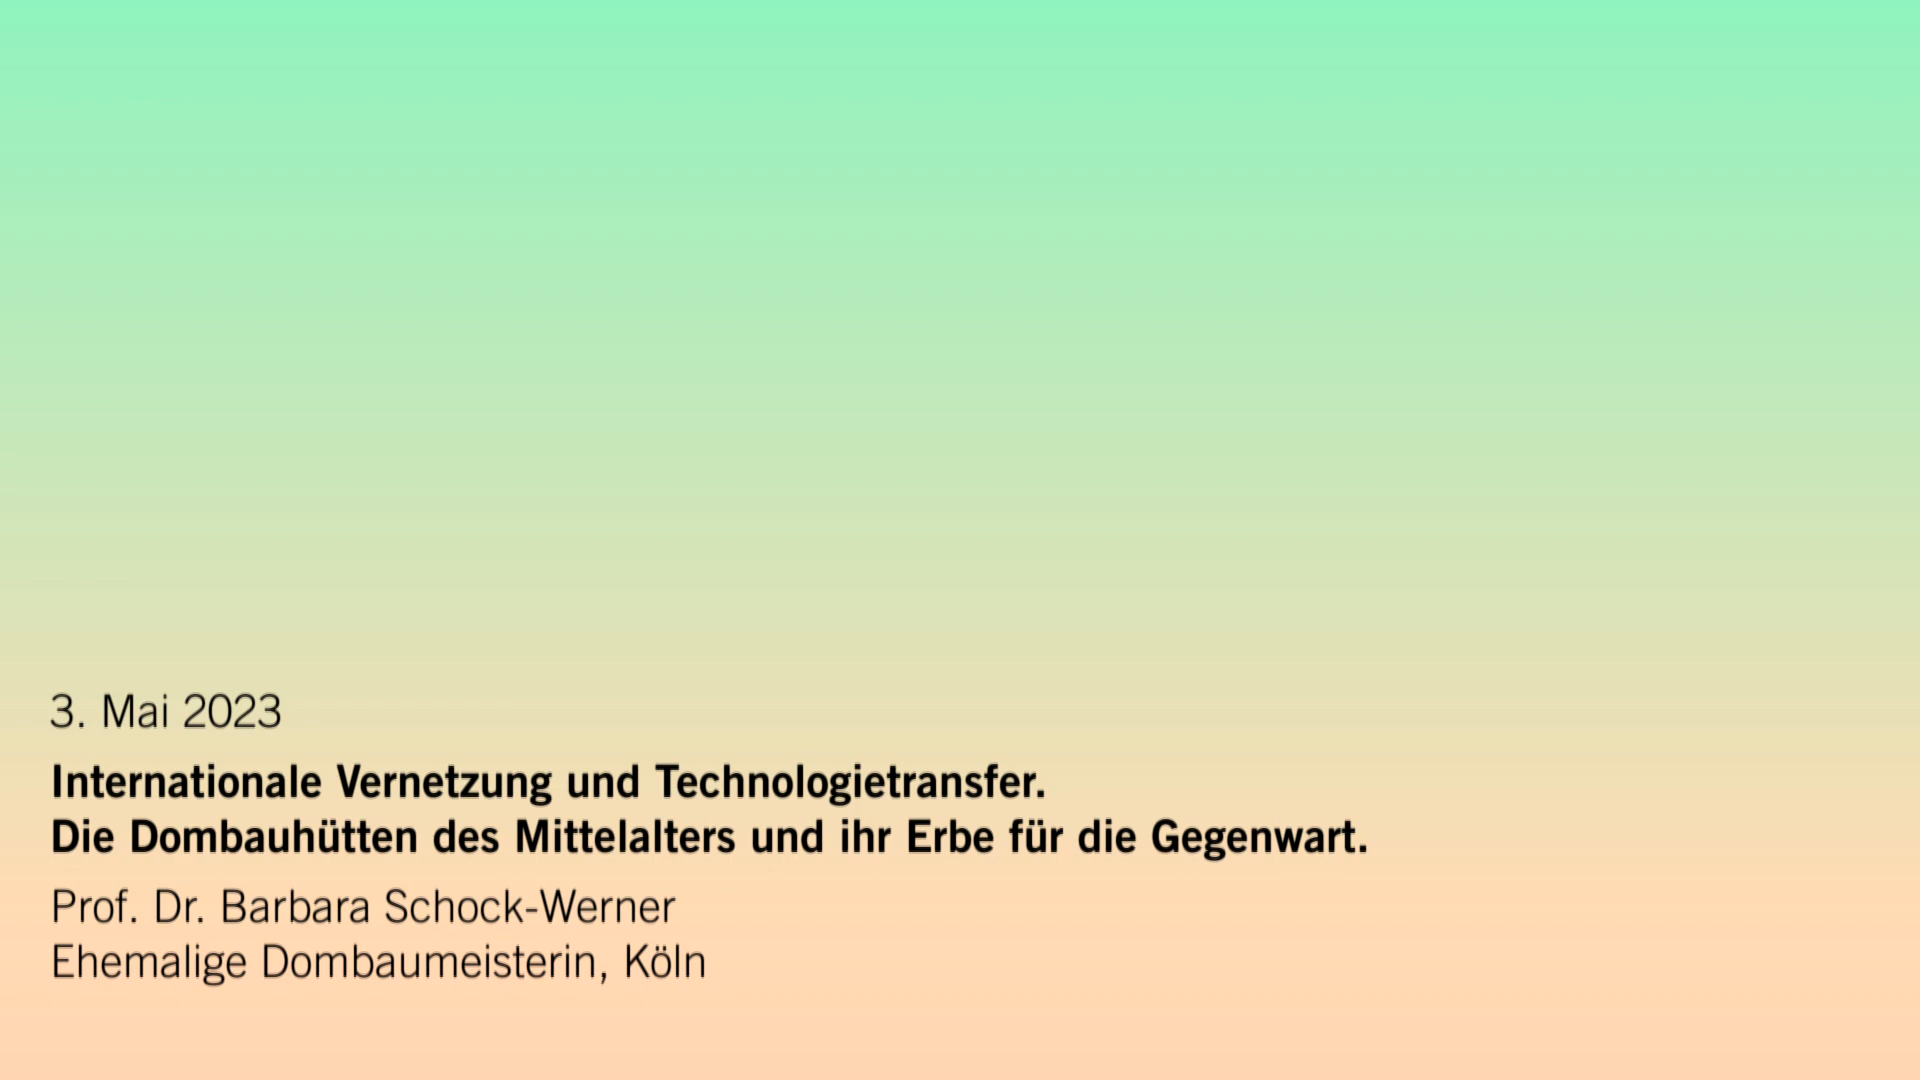 3. Mai 2023
Internationale Vernetzung und Technologietransfer.
Die Dombauhütten des Mittelalters und ihr Erbe für die Gegenwart.
Prof. Dr. Barbara Schock-Werner
Ehemalige Dombaumeisterin, Köln